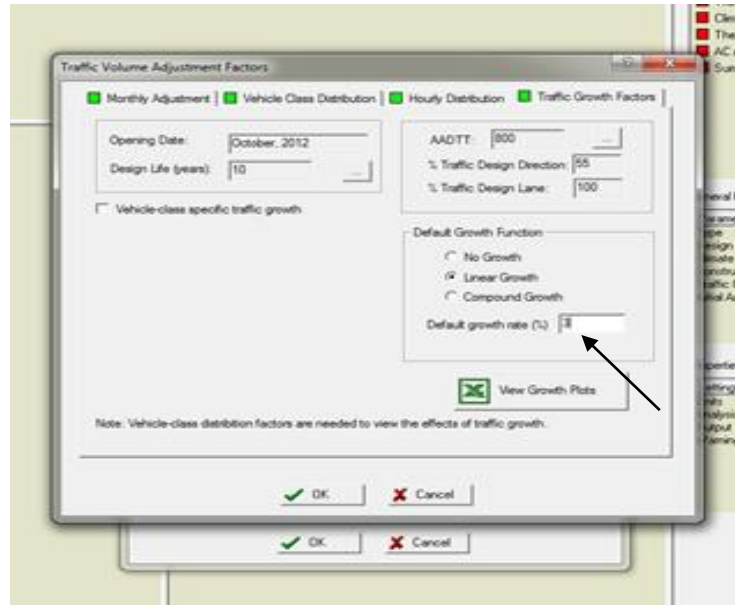 Traffic Volume Adjustment Factors
Monthly Adjustment
Vehicle Class Distribution
Hourly Distribution
Traffic Growth Factors
Opening Date: October, 2012
Design Life (years): 10 ...
Vehicle-class specific traffic growth
AADTT: 800 ...
% Traffic Design Direction: 55
% Traffic Design Lane: 100
Default Growth Function
No Growth
Linear Growth
Compound Growth
Default growth rate (%) 3
View Growth Plots
Note: Vehicle-class distribution factors are needed to view the effects of traffic growth.
OK
Cancel
OK
Cancel